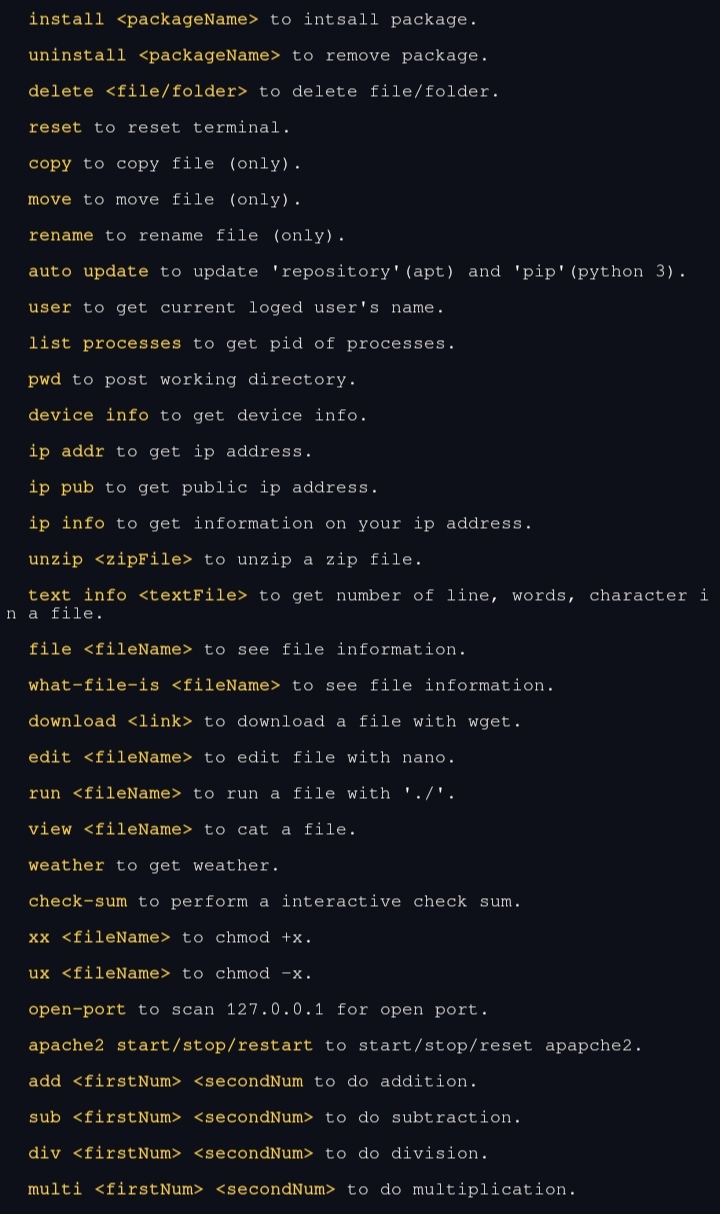 install <packageName> to intsall package.
uninstall <packageName> to remove package.
delete <file/folder> to delete file/folder.
reset to reset terminal.
copy to copy file (only).
move to move file (only).
rename to rename file (only).
auto update to update 'repository'(apt) and 'pip'(python 3).
user to get current loged user's name.
list processes to get pid of processes.
pwd to post working directory.
device info to get device info.
ip addr to get ip address.
ip pub to get public ip address.
ip info to get information on your ip address.
unzip <zipFile> to unzip a zip file.
text info <textFile> to get number of line, words, character i
n a file.
file <fileName> to see file information.
what-file-is <fileName> to see file information.
download <link> to download a file with wget.
edit <fileName> to edit file with nano.
run <fileName> to run a file with './'.
view <fileName> to cat a file.
weather to get weather.
check-sum to perform a interactive check sum.
xx <fileName> to chmod +x.
ux <fileName> to chmod -x.
open-port to scan 127.0.0.1 for open port.
apache2 start/stop/restart to start/stop/reset apapche2.
add <firstNum> <secondNum to do addition.
sub <firstNum> <secondNum> to do subtraction.
div <firstNum> <secondNum> to do division.
multi <firstNum> <secondNum> to do multiplication.